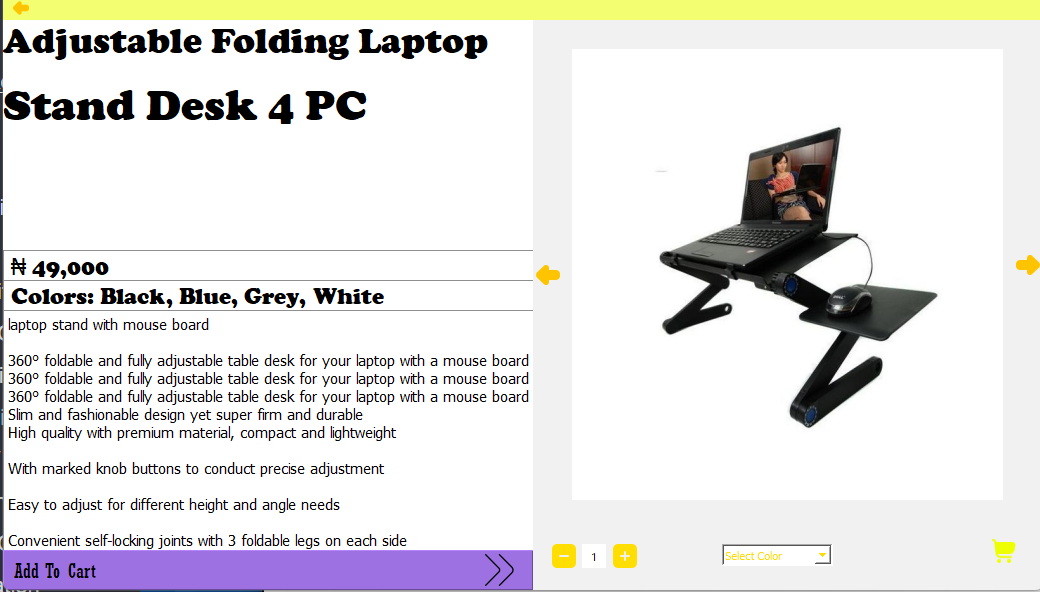 Adjustable Folding Laptop
Stand Desk 4 PC
₦ 49,000
Colors: Black, Blue, Grey, White
laptop stand with mouse board
360° foldable and fully adjustable table desk for your laptop with a mouse board
360° foldable and fully adjustable table desk for your laptop with a mouse board
360° foldable and fully adjustable table desk for your laptop with a mouse board
Slim and fashionable design yet super firm and durable
High quality with premium material, compact and lightweight
With marked knob buttons to conduct precise adjustment
Easy to adjust for different height and angle needs
Convenient self-locking joints with 3 foldable legs on each side
Add To Cart
− 1 +
Select Color